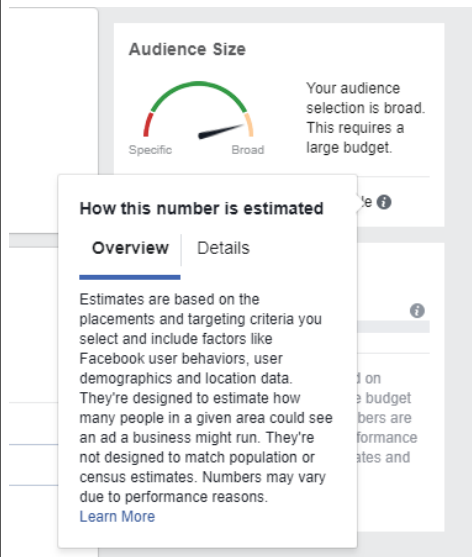 Audience Size
Your audience
selection is broad.
This requires a
large budget.
Specific
Broad
How this number is estimated
Overview
Details
Estimates are based on the
placements and targeting criteria you
select and include factors like
Facebook user behaviors, user
demographics and location data.
They're designed to estimate how
many people in a given area could see
an ad a business might run. They're
not designed to match population or
census estimates. Numbers may vary
due to performance reasons.
Learn More
on
budget
and